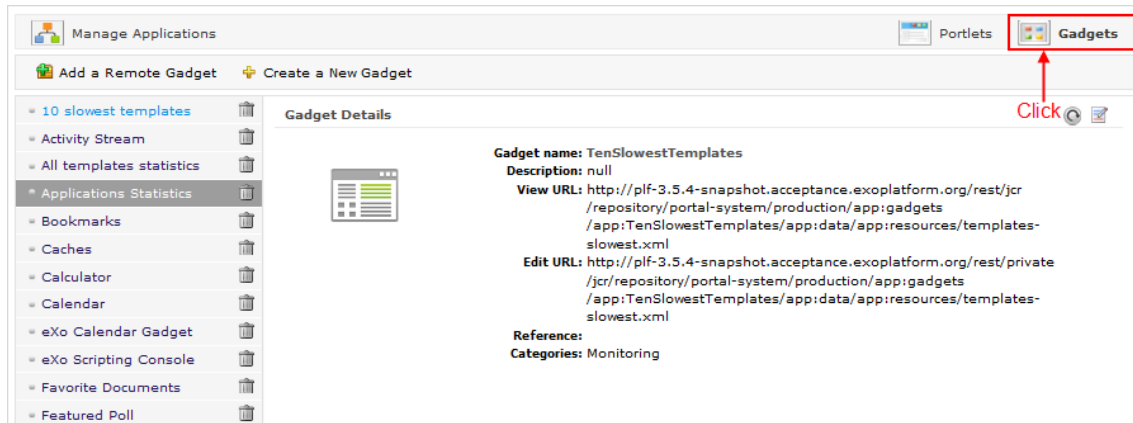 Manage Applications
Portlets
Gadgets
Add a Remote Gadget
Create a New Gadget
Click
10 slowest templates
Activity Stream
All templates statistics
Applications Statistics
Bookmarks
Caches
Calculator
Calendar
eXo Calendar Gadget
eXo Scripting Console
Favorite Documents
Featured Poll
Gadget Details
Gadget name: TenSlowestTemplates
Description: null
View URL: http://plf-3.5.4-snapshot.acceptance.exoplatform.org/rest/jcr
/repository/portal-system/production/app:gadgets
/app:TenSlowestTemplates/app:data/app:resources/templates-
slowest.xml
Edit URL: http://plf-3.5.4-snapshot.acceptance.exoplatform.org/rest/private
/jcr/repository/portal-system/production/app:gadgets
/app:TenSlowestTemplates/app:data/app:resources/templates-
slowest.xml
Reference:
Categories: Monitoring